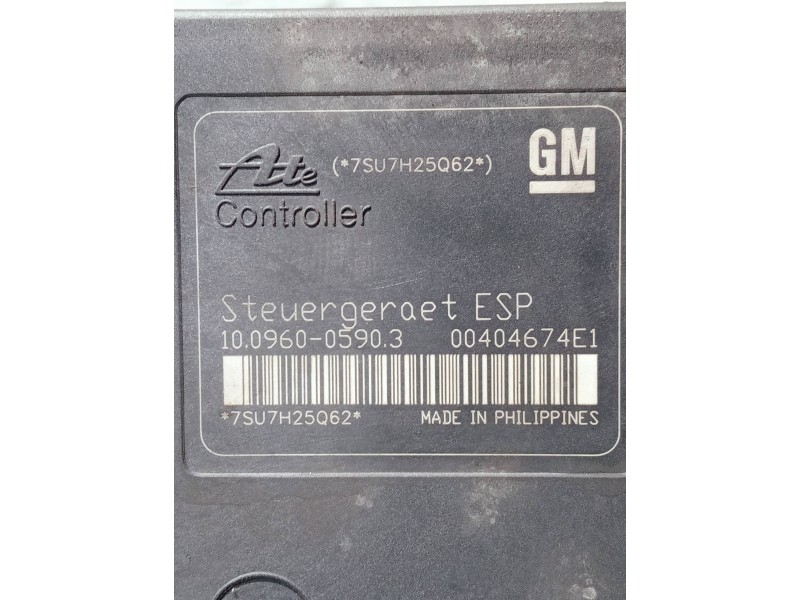 Ate (*7SU7H25Q62*) GM
Controller
Steuergeraet ESP
10.0960-0590.3 00404674E1
*7SU7H25Q62* MADE IN PHILIPPINES